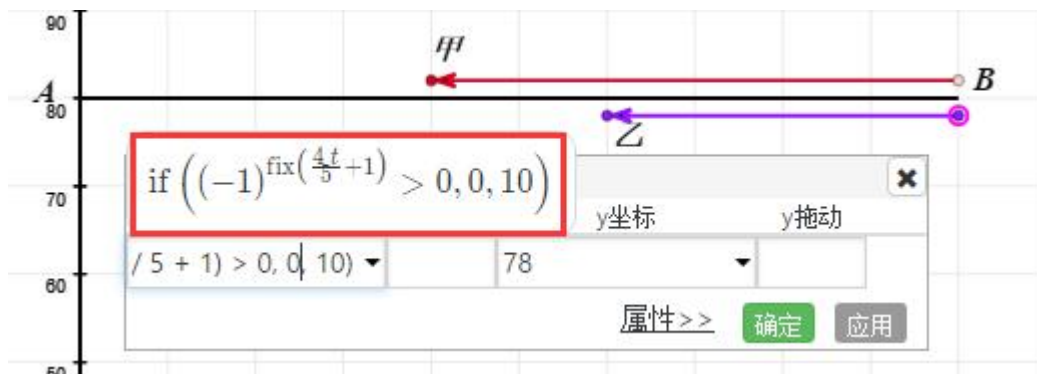 90
甲
A
B
80
乙
if ((−1)^{fix(4t/5+1)} > 0, 0, 10)
70
y坐标 y拖动
/ 5 + 1) > 0, 0, 10) 78
60
属性>> 确定 应用
50